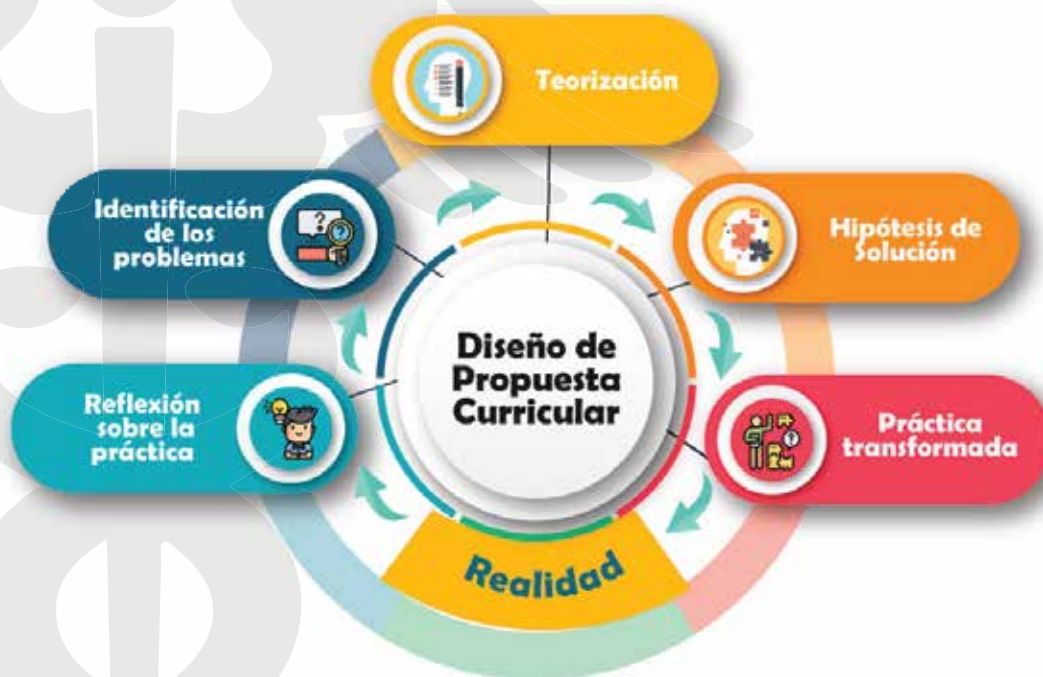 Teorización
Identificación
de los
problemas
Hipótesis de
Solución
Diseño de
Propuesta
Curricular
Reflexión
sobre la
práctica
Práctica
transformada
Realidad